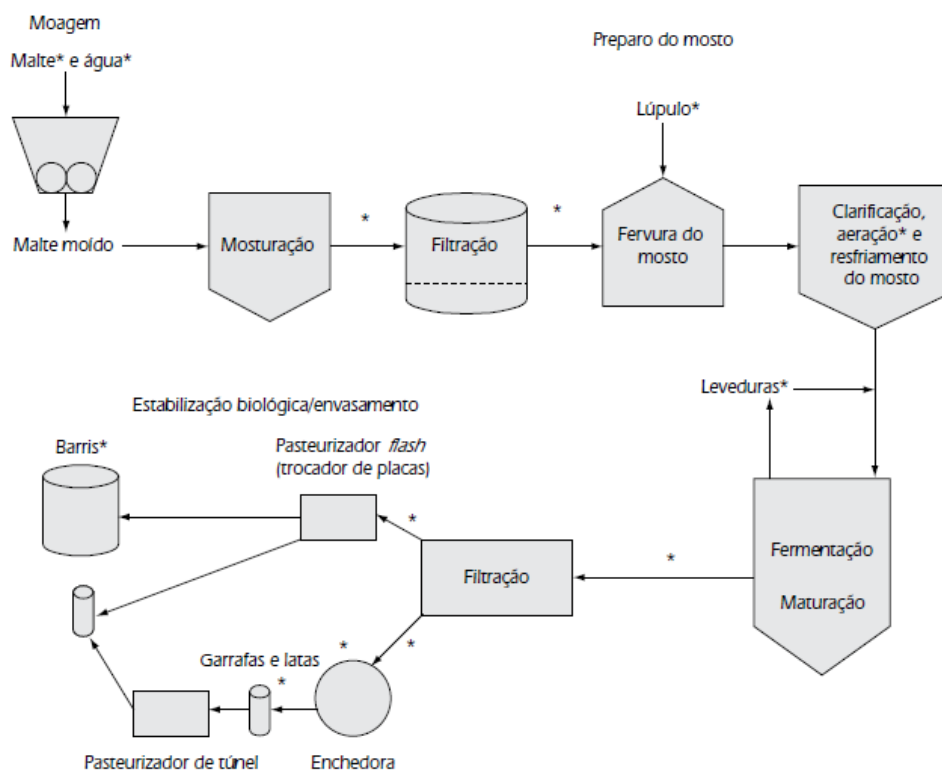 Moagem
Malte* e água*
Malte moído
Mosturação
*
Filtração
*
Preparo do mosto
Lúpulo*
Fervura do
mosto
Clarificação,
aeração* e
resfriamento
do mosto
Leveduras*
Fermentação
Maturação
*
Filtração
*
*
Estabilização biológica/envasamento
Barris*
Pasteurizador flash
(trocador de placas)
*
Garrafas e latas
*
Enchedora
Pasteurizador de túnel